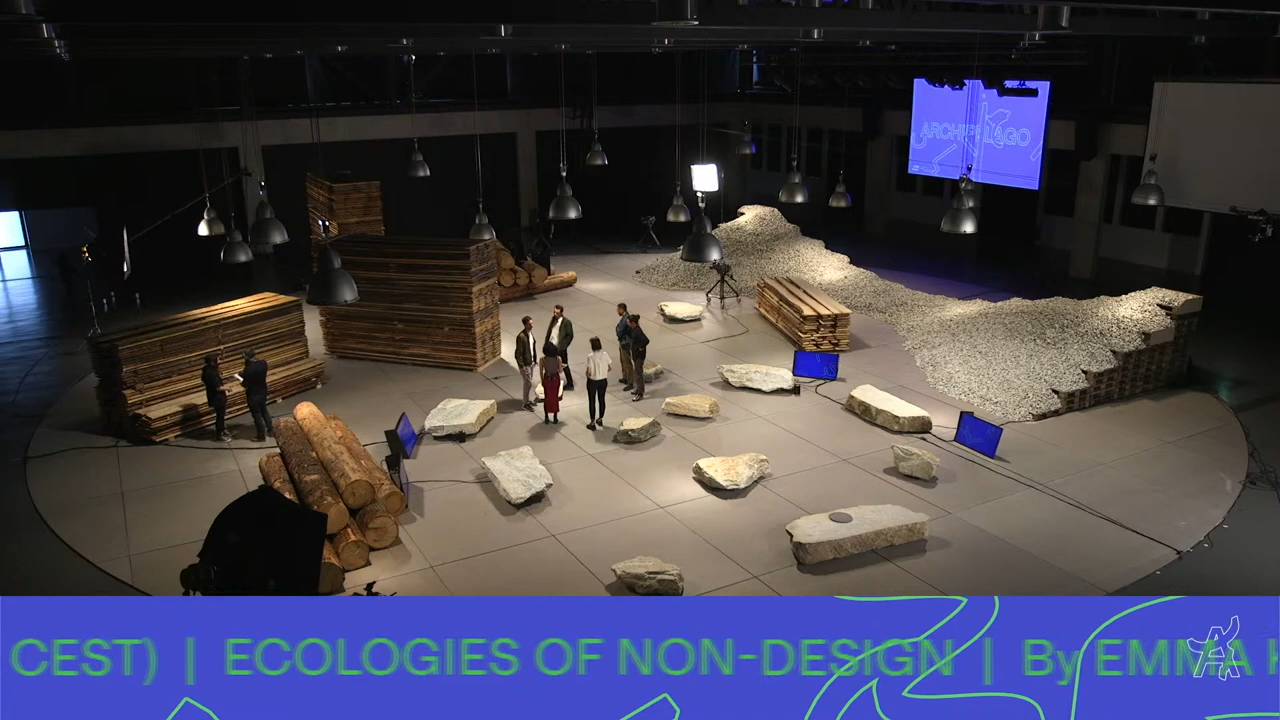 ARCHIPELAGO
CEST) | ECOLOGIES OF NON-DESIGN | By EMMA